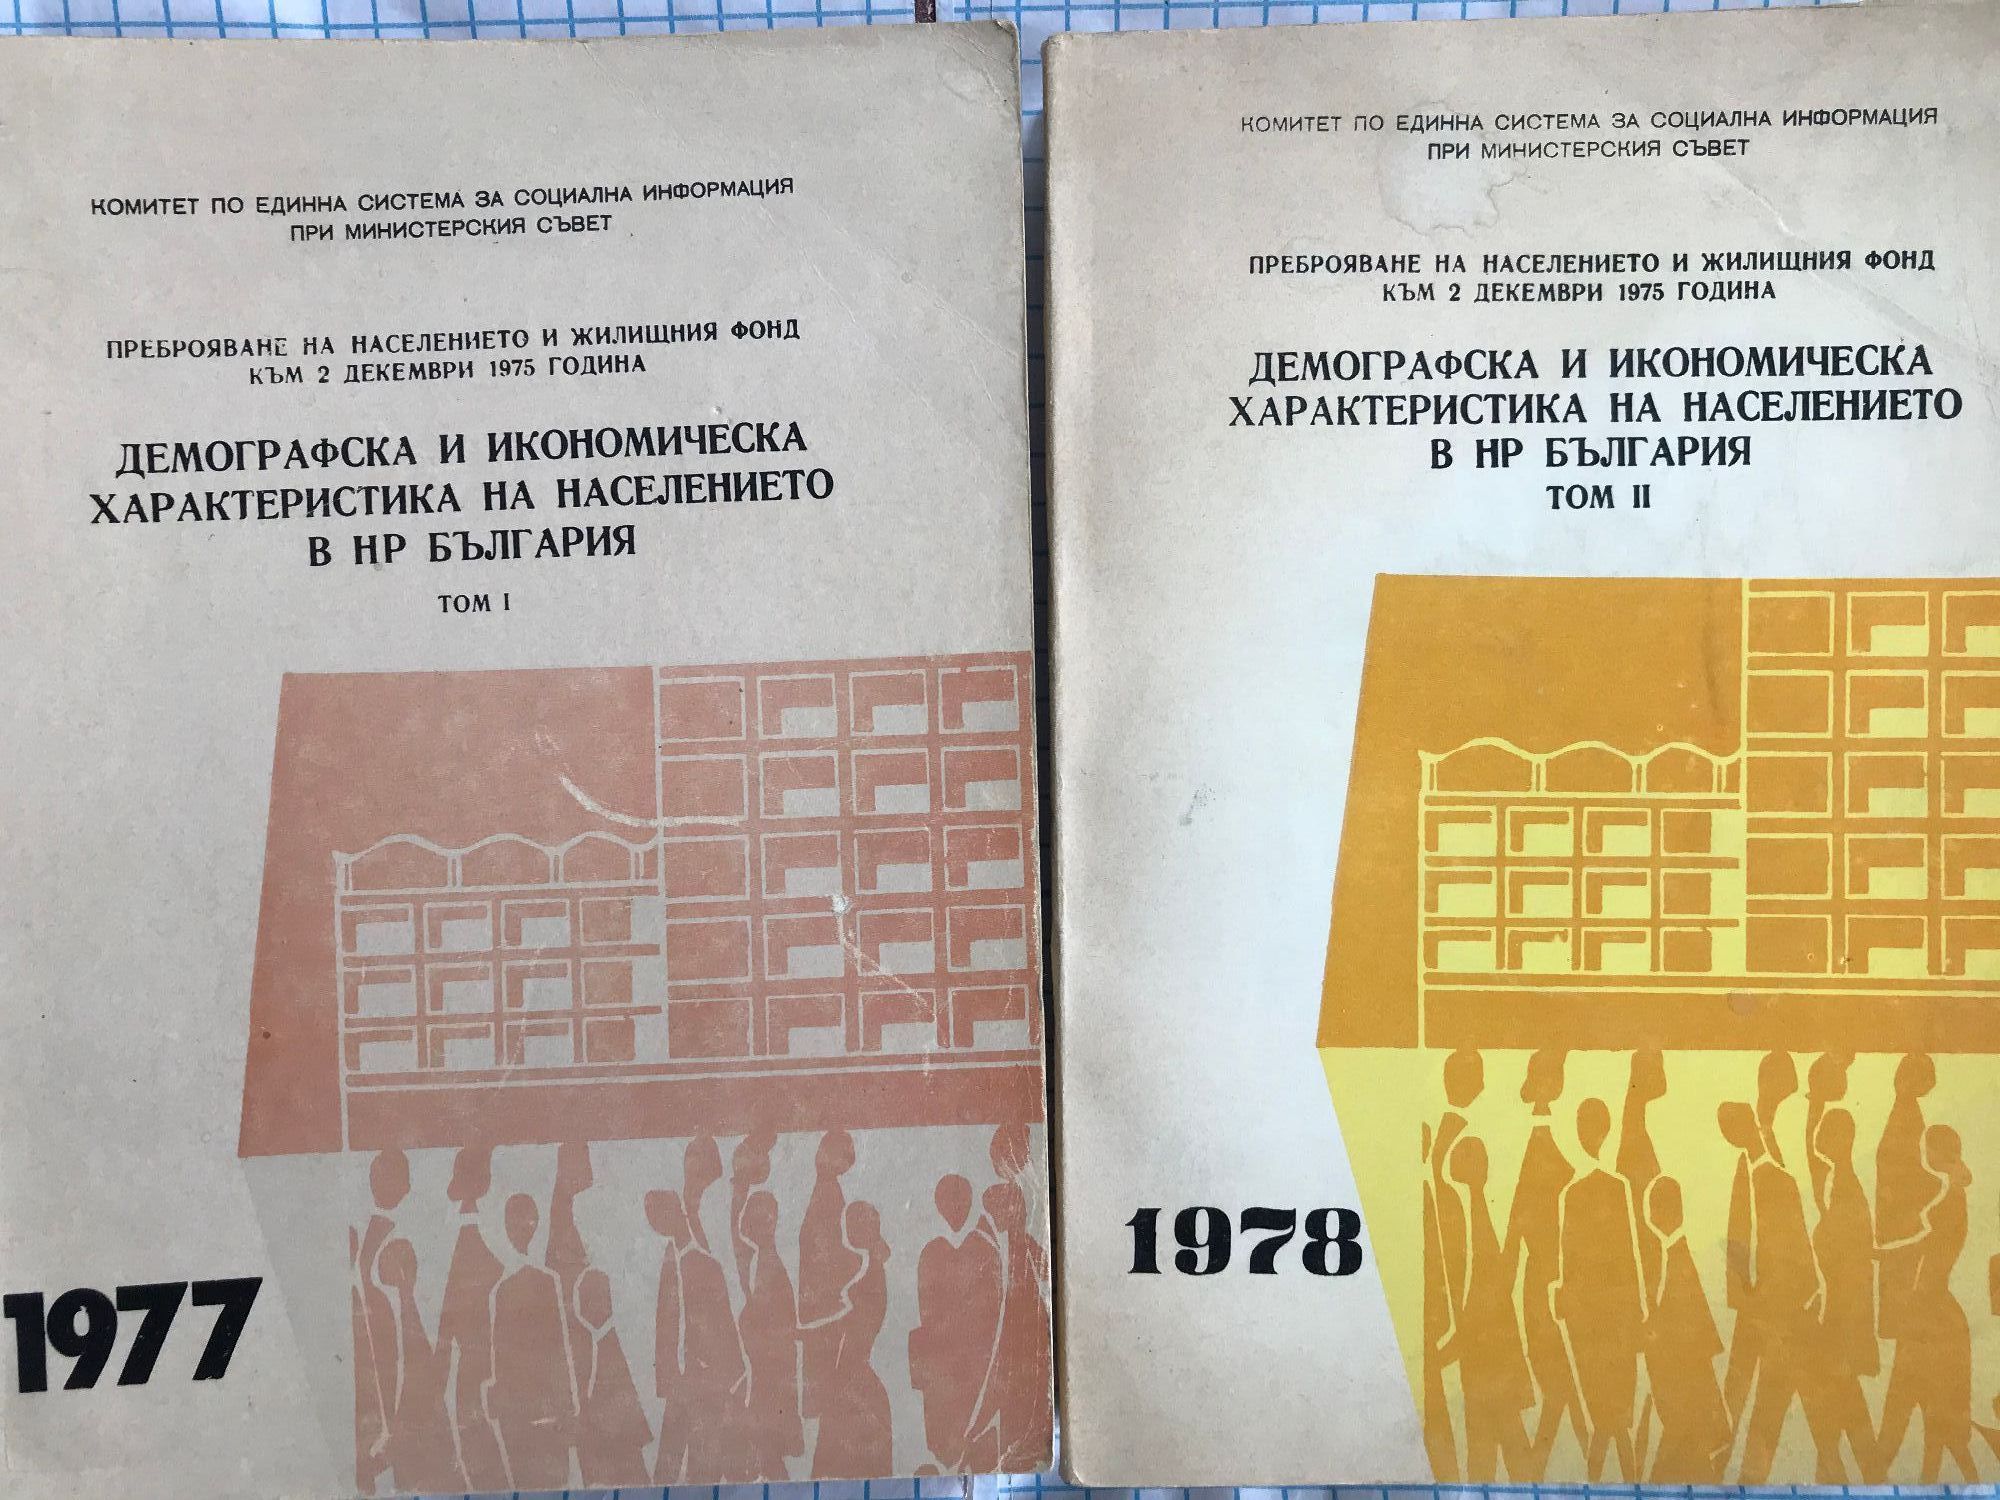 КОМИТЕТ ПО ЕДИННА СИСТЕМА ЗА СОЦИАЛНА ИНФОРМАЦИЯ
ПРИ МИНИСТЕРСКИЯ СЪВЕТ
ПРЕБРОЯВАНЕ НА НАСЕЛЕНИЕТО И ЖИЛИЩНИЯ ФОНД
КЪМ 2 ДЕКЕМВРИ 1975 ГОДИНА
ДЕМОГРАФСКА И ИКОНОМИЧЕСКА
ХАРАКТЕРИСТИКА НА НАСЕЛЕНИЕТО
В НР БЪЛГАРИЯ
ТОМ I
1977
КОМИТЕТ ПО ЕДИННА СИСТЕМА ЗА СОЦИАЛНА ИНФОРМАЦИЯ
ПРИ МИНИСТЕРСКИЯ СЪВЕТ
ПРЕБРОЯВАНЕ НА НАСЕЛЕНИЕТО И ЖИЛИЩНИЯ ФОНД
КЪМ 2 ДЕКЕМВРИ 1975 ГОДИНА
ДЕМОГРАФСКА И ИКОНОМИЧЕСКА
ХАРАКТЕРИСТИКА НА НАСЕЛЕНИЕТО
В НР БЪЛГАРИЯ
ТОМ II
1978